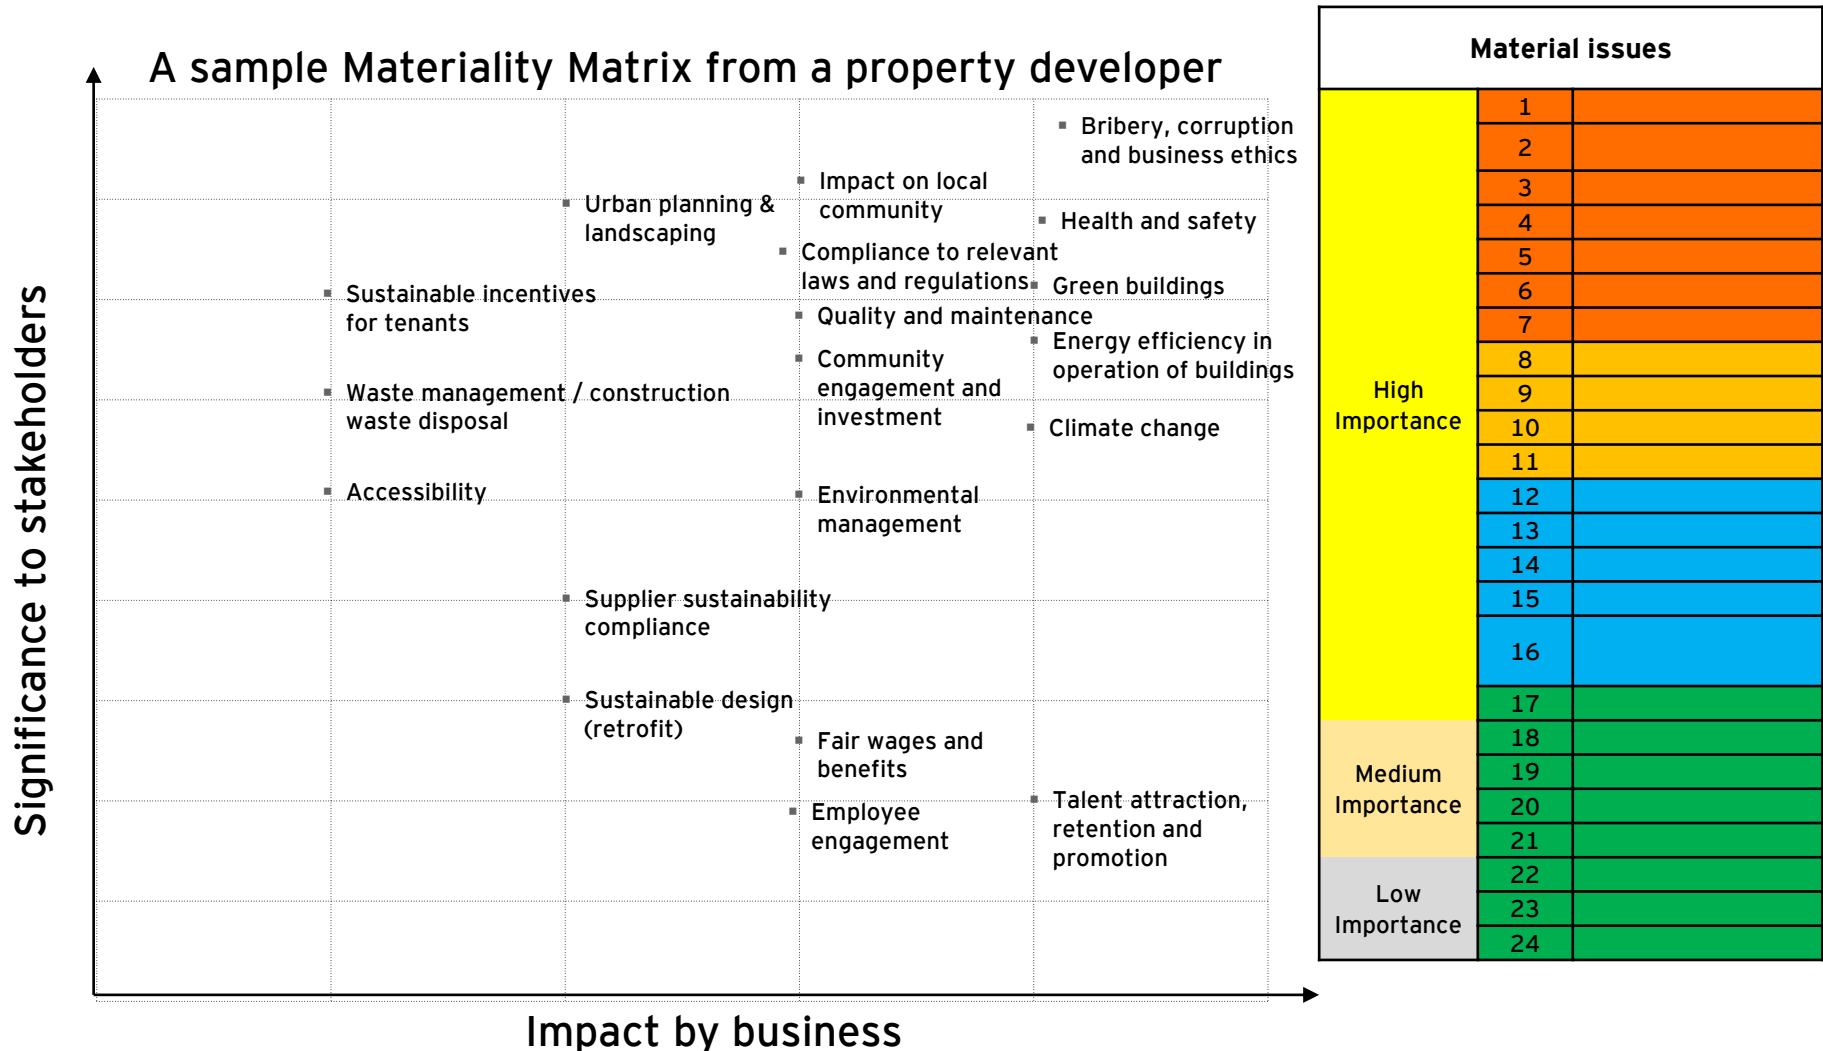 A sample Materiality Matrix from a property developer
Significance to stakeholders
Bribery, corruption
and business ethics
Impact on local
community
Urban planning &
landscaping
Health and safety
Compliance to relevant
laws and regulations
Green buildings
Sustainable incentives
for tenants
Quality and maintenance
Energy efficiency in
operation of buildings
Community
engagement and
investment
Waste management / construction
waste disposal
Climate change
Accessibility
Environmental
management
Supplier sustainability
compliance
Sustainable design
(retrofit)
Fair wages and
benefits
Talent attraction,
retention and
promotion
Employee
engagement
Impact by business
Material issues
High
Importance
1
2
3
4
5
6
7
8
9
10
11
12
13
14
15
16
17
Medium
Importance
18
19
20
21
Low
Importance
22
23
24